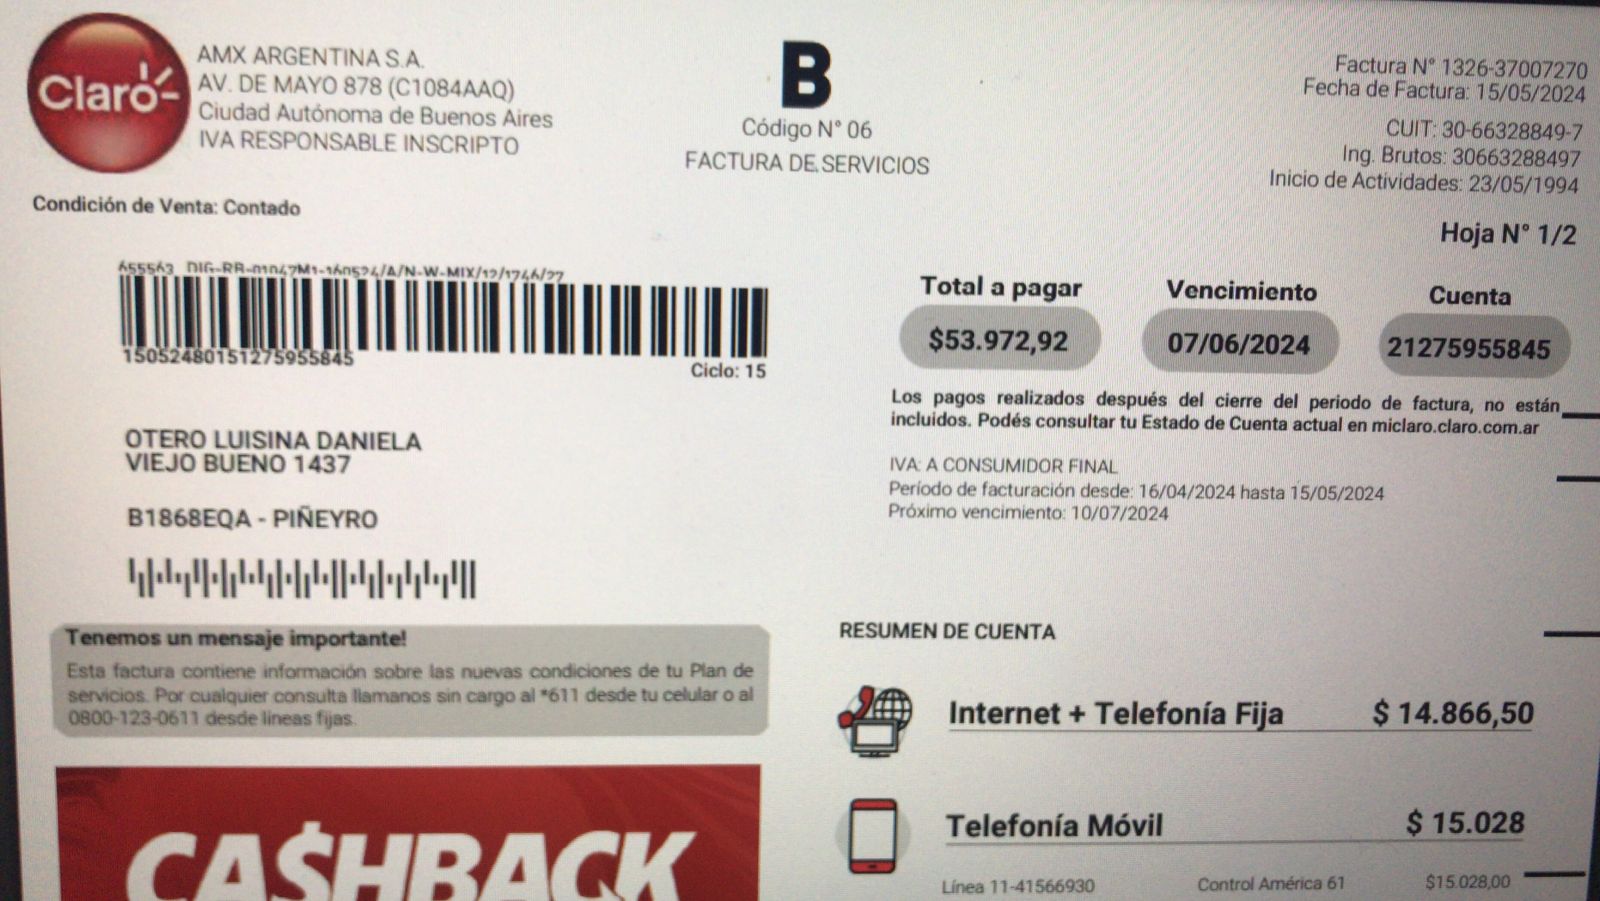 Claro
AMX ARGENTINA S.A.
AV. DE MAYO 878 (C1084AAQ)
Ciudad Autónoma de Buenos Aires
IVA RESPONSABLE INSCRIPTO
Condición de Venta: Contado
B
Código N° 06
FACTURA DE SERVICIOS
Factura N° 1326-37007270
Fecha de Factura: 15/05/2024
CUIT: 30-66328849-7
Ing. Brutos: 30663288497
Inicio de Actividades: 23/05/1994
Hoja N° 1/2
655563 DIG-RR-01047M1-160524/A/N-W-MIX/12/1746/27
15052480151275955845
Ciclo: 15
Total a pagar
$53.972,92
Vencimiento
07/06/2024
Cuenta
21275955845
Los pagos realizados después del cierre del periodo de factura, no están
incluidos. Podés consultar tu Estado de Cuenta actual en miclaro.claro.com.ar
IVA: A CONSUMIDOR FINAL
Período de facturación desde: 16/04/2024 hasta 15/05/2024
Próximo vencimiento: 10/07/2024
OTERO LUISINA DANIELA
VIEJO BUENO 1437
B1868EQA - PIÑEYRO
Tenemos un mensaje importante!
Esta factura contiene información sobre las nuevas condiciones de tu Plan de
servicios. Por cualquier consulta llamanos sin cargo al *611 desde tu celular o al
0800-123-0611 desde lineas fijas.
CA$HBACK
RESUMEN DE CUENTA
Internet + Telefonía Fija $ 14.866,50
Telefonía Móvil $ 15.028
Línea 11-41566930 Control América 61 $15.028,00